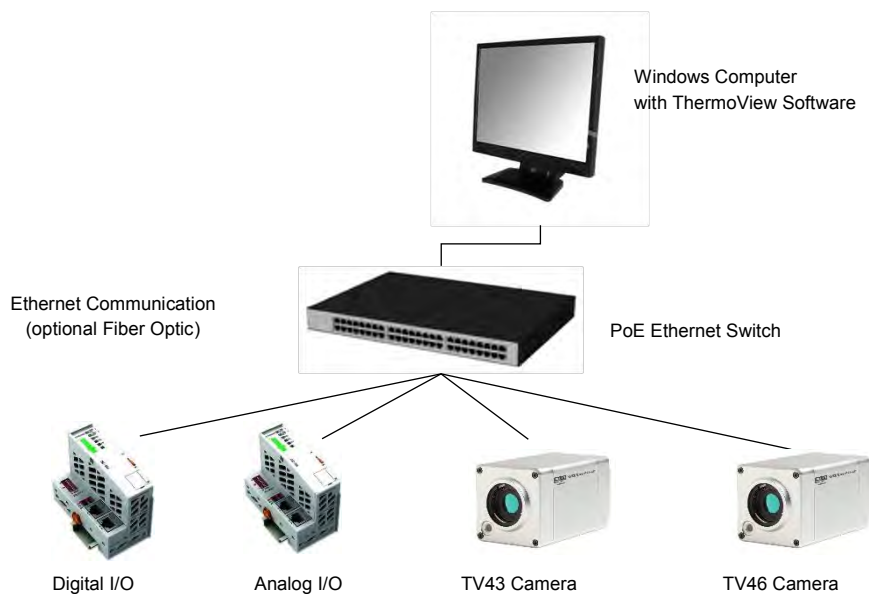 Windows Computer
with ThermoView Software
Ethernet Communication
(optional Fiber Optic)
PoE Ethernet Switch
Digital I/O
Analog I/O
TV43 Camera
TV46 Camera